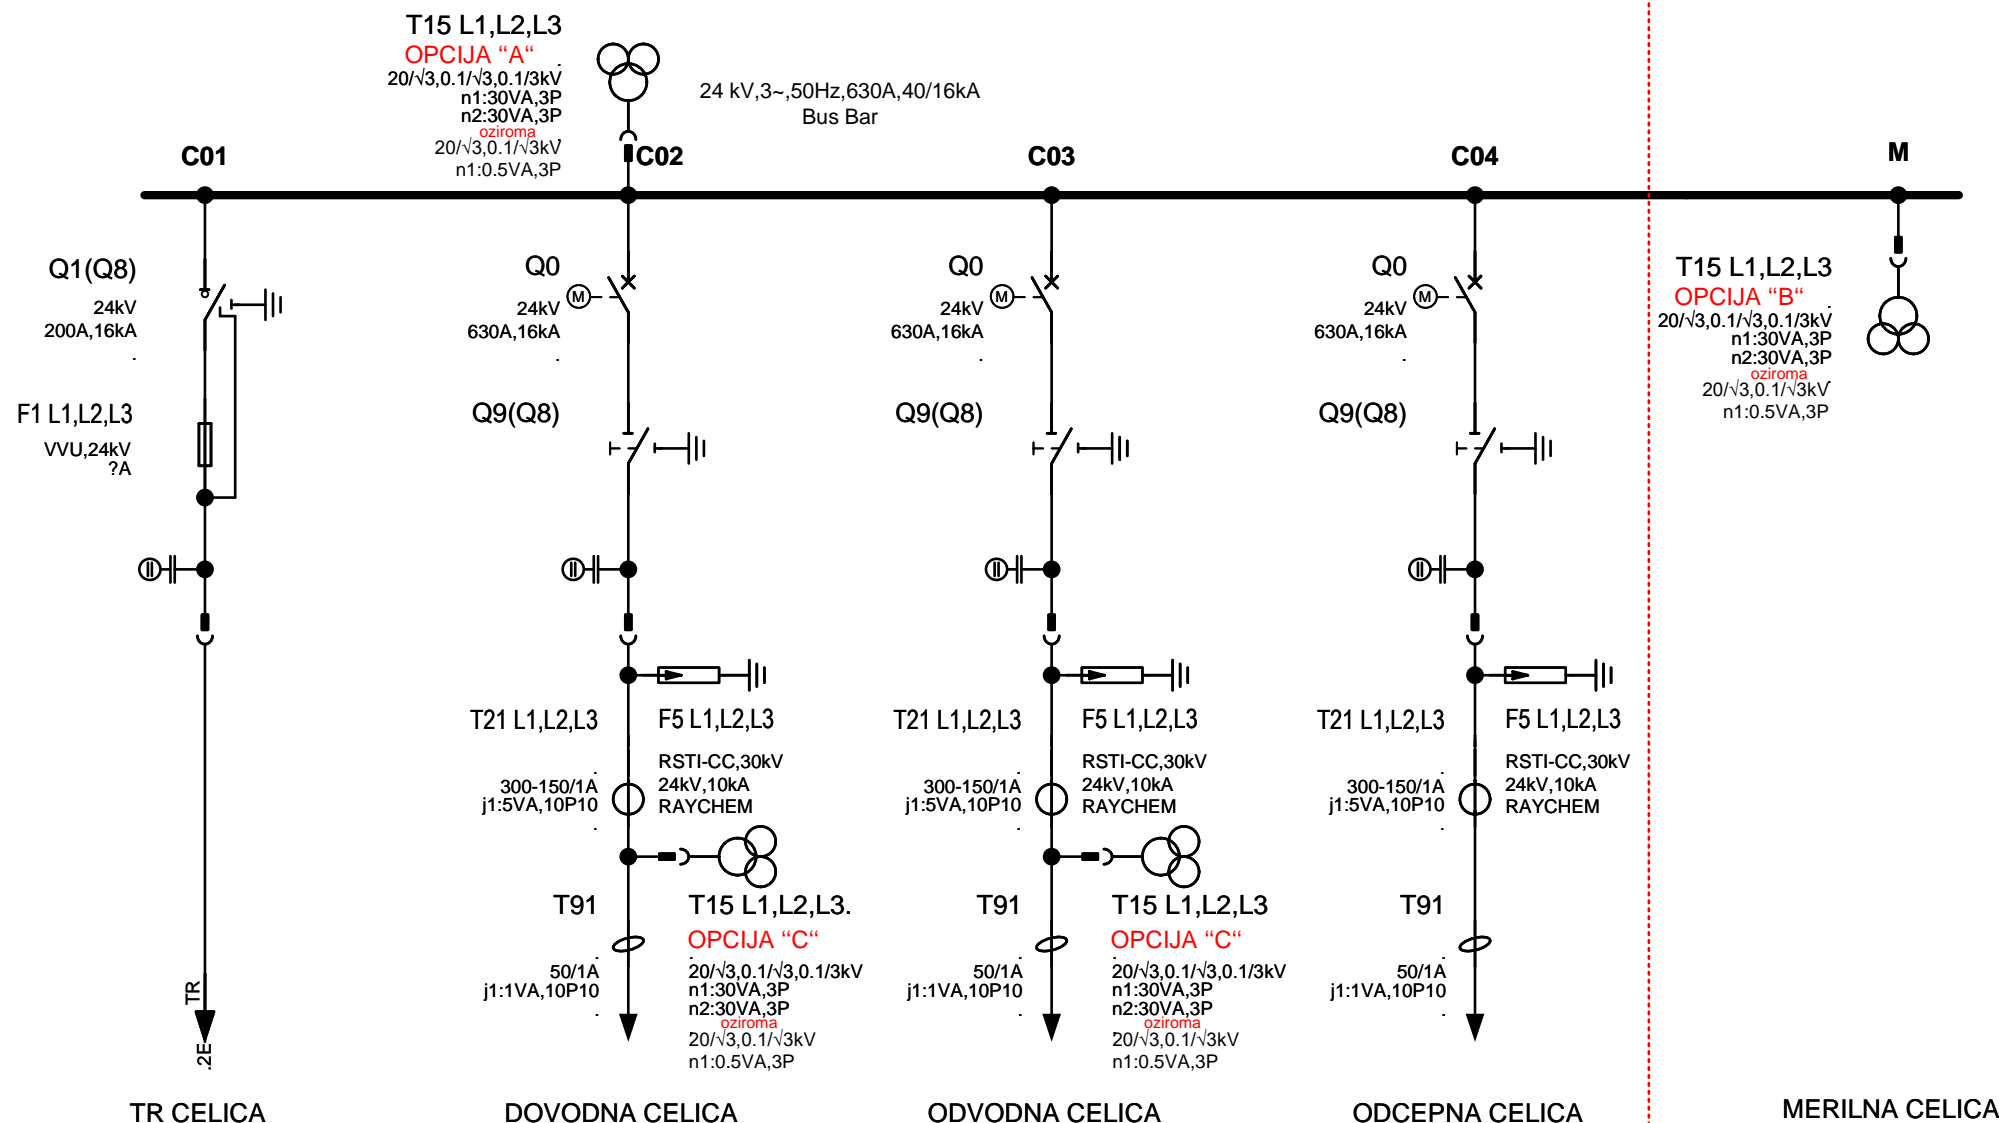 T15 L1,L2,L3
OPCIJA “A“
20/√3,0.1/√3,0.1/3kV
n1:30VA,3P
n2:30VA,3P
oziroma
20/√3,0.1/√3kV
n1:0.5VA,3P
24 kV,3~,50Hz,630A,40/16kA
Bus Bar
C01
C02
C03
C04
M
Q1(Q8)
24kV
200A,16kA
F1 L1,L2,L3
VVU,24kV
?A
TR
.2E
TR CELICA
Q0
M
24kV
630A,16kA
Q9(Q8)
T21 L1,L2,L3
300-150/1A
j1:5VA,10P10
F5 L1,L2,L3
RSTI-CC,30kV
24kV,10kA
RAYCHEM
T91
50/1A
j1:1VA,10P10
T15 L1,L2,L3.
OPCIJA “C“
20/√3,0.1/√3,0.1/3kV
n1:30VA,3P
n2:30VA,3P
oziroma
20/√3,0.1/√3kV
n1:0.5VA,3P
DOVODNA CELICA
Q0
M
24kV
630A,16kA
Q9(Q8)
T21 L1,L2,L3
300-150/1A
j1:5VA,10P10
F5 L1,L2,L3
RSTI-CC,30kV
24kV,10kA
RAYCHEM
T91
50/1A
j1:1VA,10P10
T15 L1,L2,L3
OPCIJA “C“
20/√3,0.1/√3,0.1/3kV
n1:30VA,3P
n2:30VA,3P
oziroma
20/√3,0.1/√3kV
n1:0.5VA,3P
ODVODNA CELICA
Q0
M
24kV
630A,16kA
Q9(Q8)
T21 L1,L2,L3
300-150/1A
j1:5VA,10P10
F5 L1,L2,L3
RSTI-CC,30kV
24kV,10kA
RAYCHEM
T91
50/1A
j1:1VA,10P10
ODCEPNA CELICA
T15 L1,L2,L3
OPCIJA “B“
20/√3,0.1/√3,0.1/3kV
n1:30VA,3P
n2:30VA,3P
oziroma
20/√3,0.1/√3kV
n1:0.5VA,3P
MERILNA CELICA